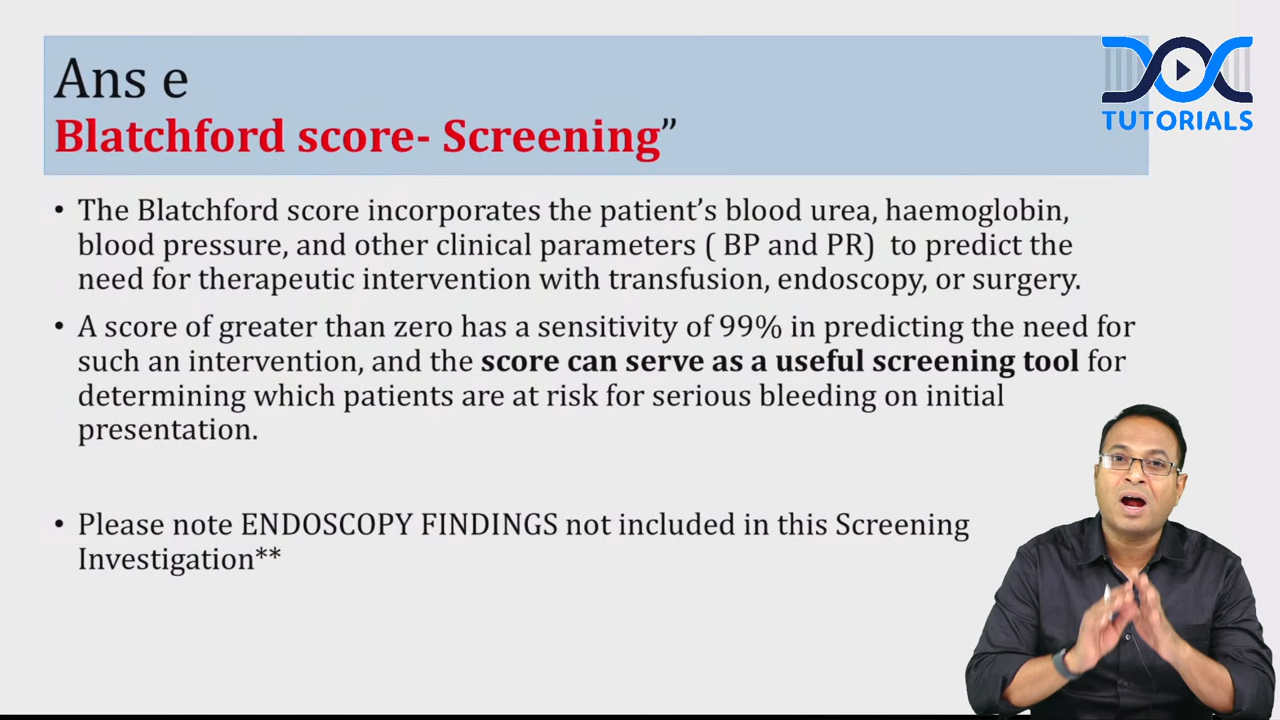 Ans e
Blatchford score- Screening”
TUTORIALS
• The Blatchford score incorporates the patient’s blood urea, haemoglobin,
blood pressure, and other clinical parameters ( BP and PR)  to predict the
need for therapeutic intervention with transfusion, endoscopy, or surgery.
• A score of greater than zero has a sensitivity of 99% in predicting the need for
such an intervention, and the score can serve as a useful screening tool for
determining which patients are at risk for serious bleeding on initial
presentation.
• Please note ENDOSCOPY FINDINGS not included in this Screening
Investigation**